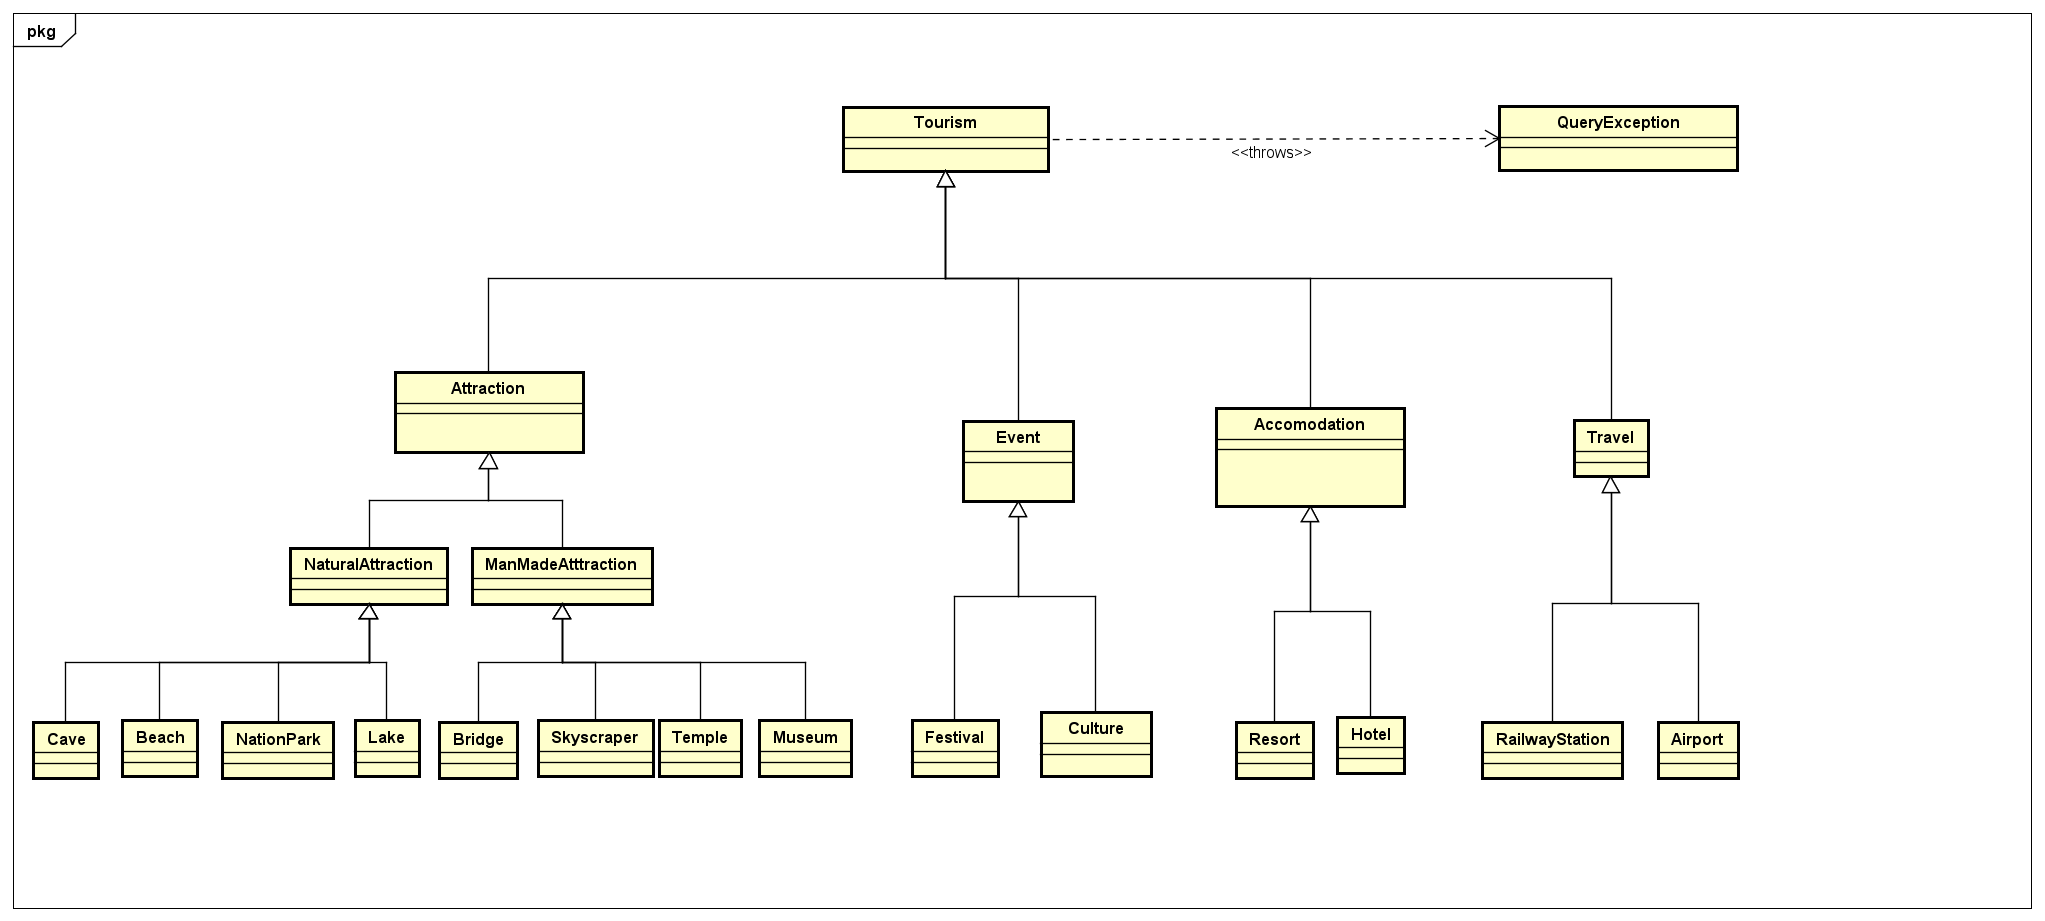 pkg
Tourism
QueryException
<<throws>>
Attraction
Event
Accomodation
Travel
NaturalAttraction
ManMadeAtttraction
Cave
Beach
NationPark
Lake
Bridge
Skyscraper
Temple
Museum
Festival
Culture
Resort
Hotel
RailwayStation
Airport